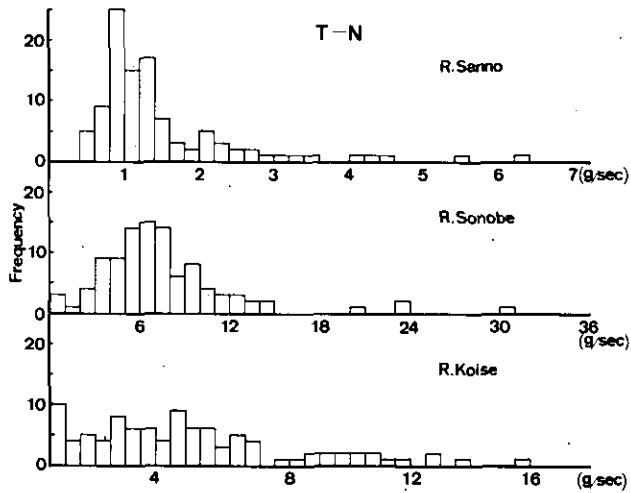 T-N
R.Sanno
20
10
0
1 2 3 4 5 6 7 (g/sec)
R.Sonobe
20
10
0
6 12 18 24 30 36
(g/sec)
Frequency
R.Koise
20
10
0
4 8 12 16 (g/sec)